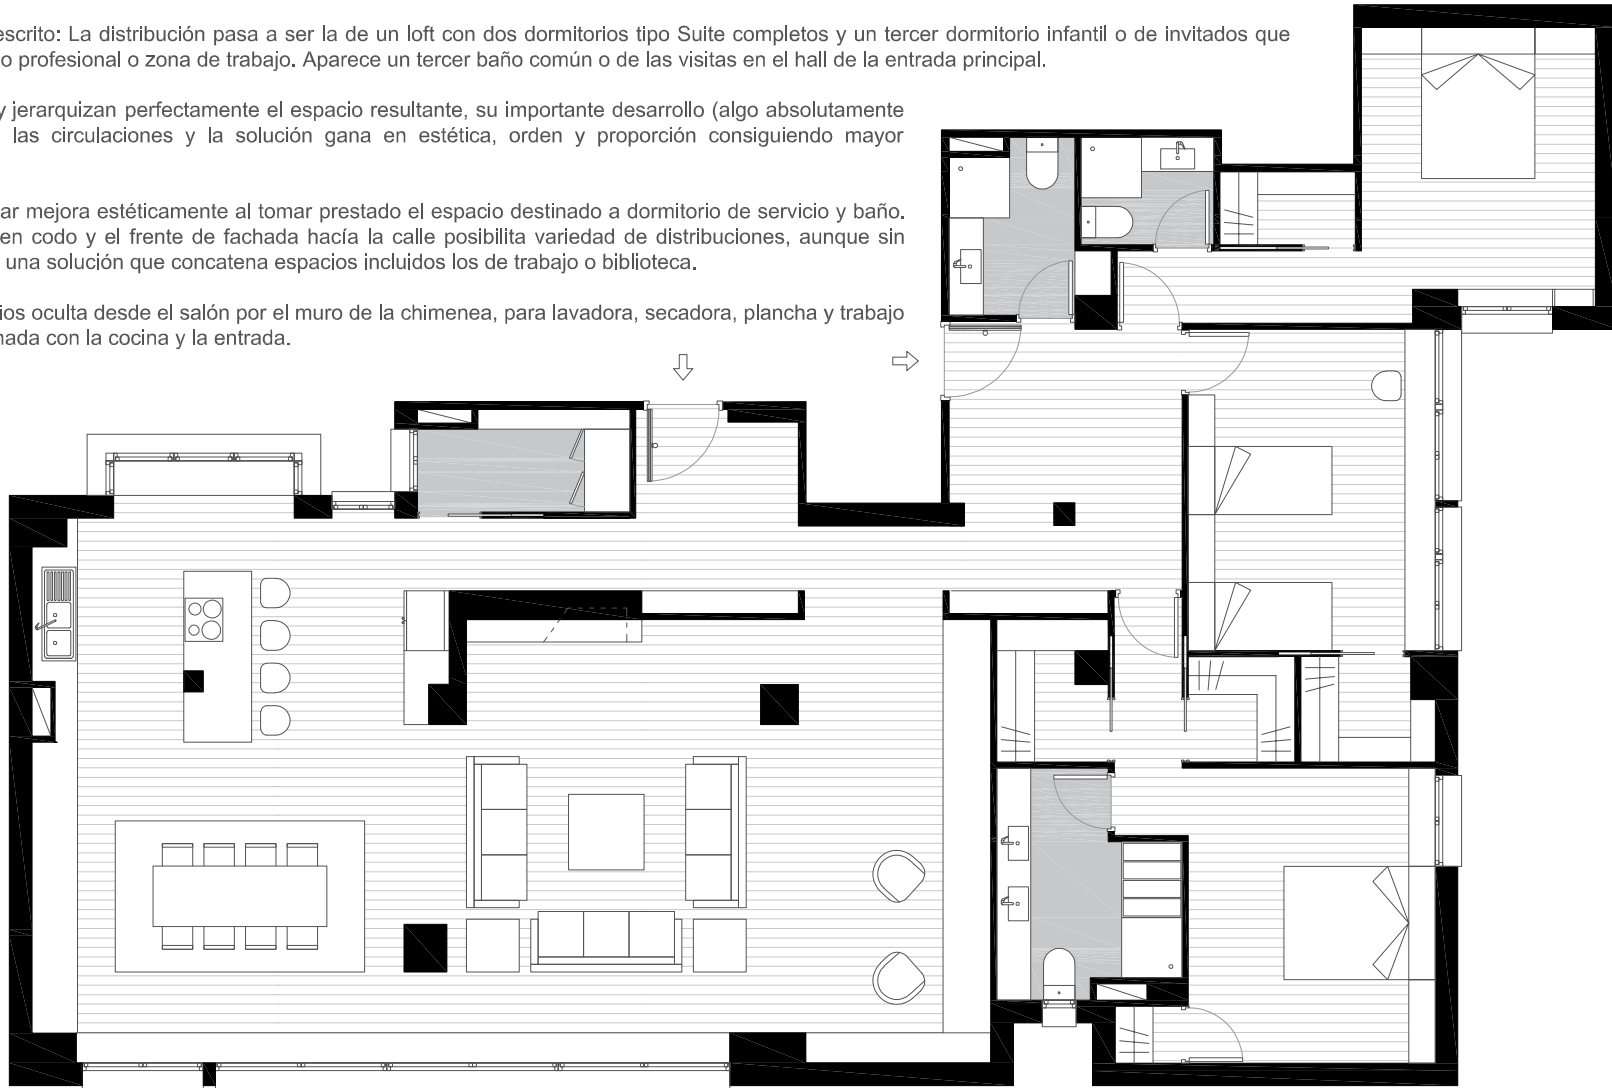 escrito: La distribución pasa a ser la de un loft con dos dormitorios tipo Suite completos y un tercer dormitorio infantil o de invitados que
o profesional o zona de trabajo. Aparece un tercer baño común o de las visitas en el hall de la entrada principal.
y jerarquizan perfectamente el espacio resultante, su importante desarrollo (algo absolutamente
las circulaciones y la solución gana en estética, orden y proporción consiguiendo mayor
ar mejora estéticamente al tomar prestado el espacio destinado a dormitorio de servicio y baño.
en codo y el frente de fachada hacía la calle posibilita variedad de distribuciones, aunque sin
una solución que concatena espacios incluidos los de trabajo o biblioteca.
ios oculta desde el salón por el muro de la chimenea, para lavadora, secadora, plancha y trabajo
nada con la cocina y la entrada.